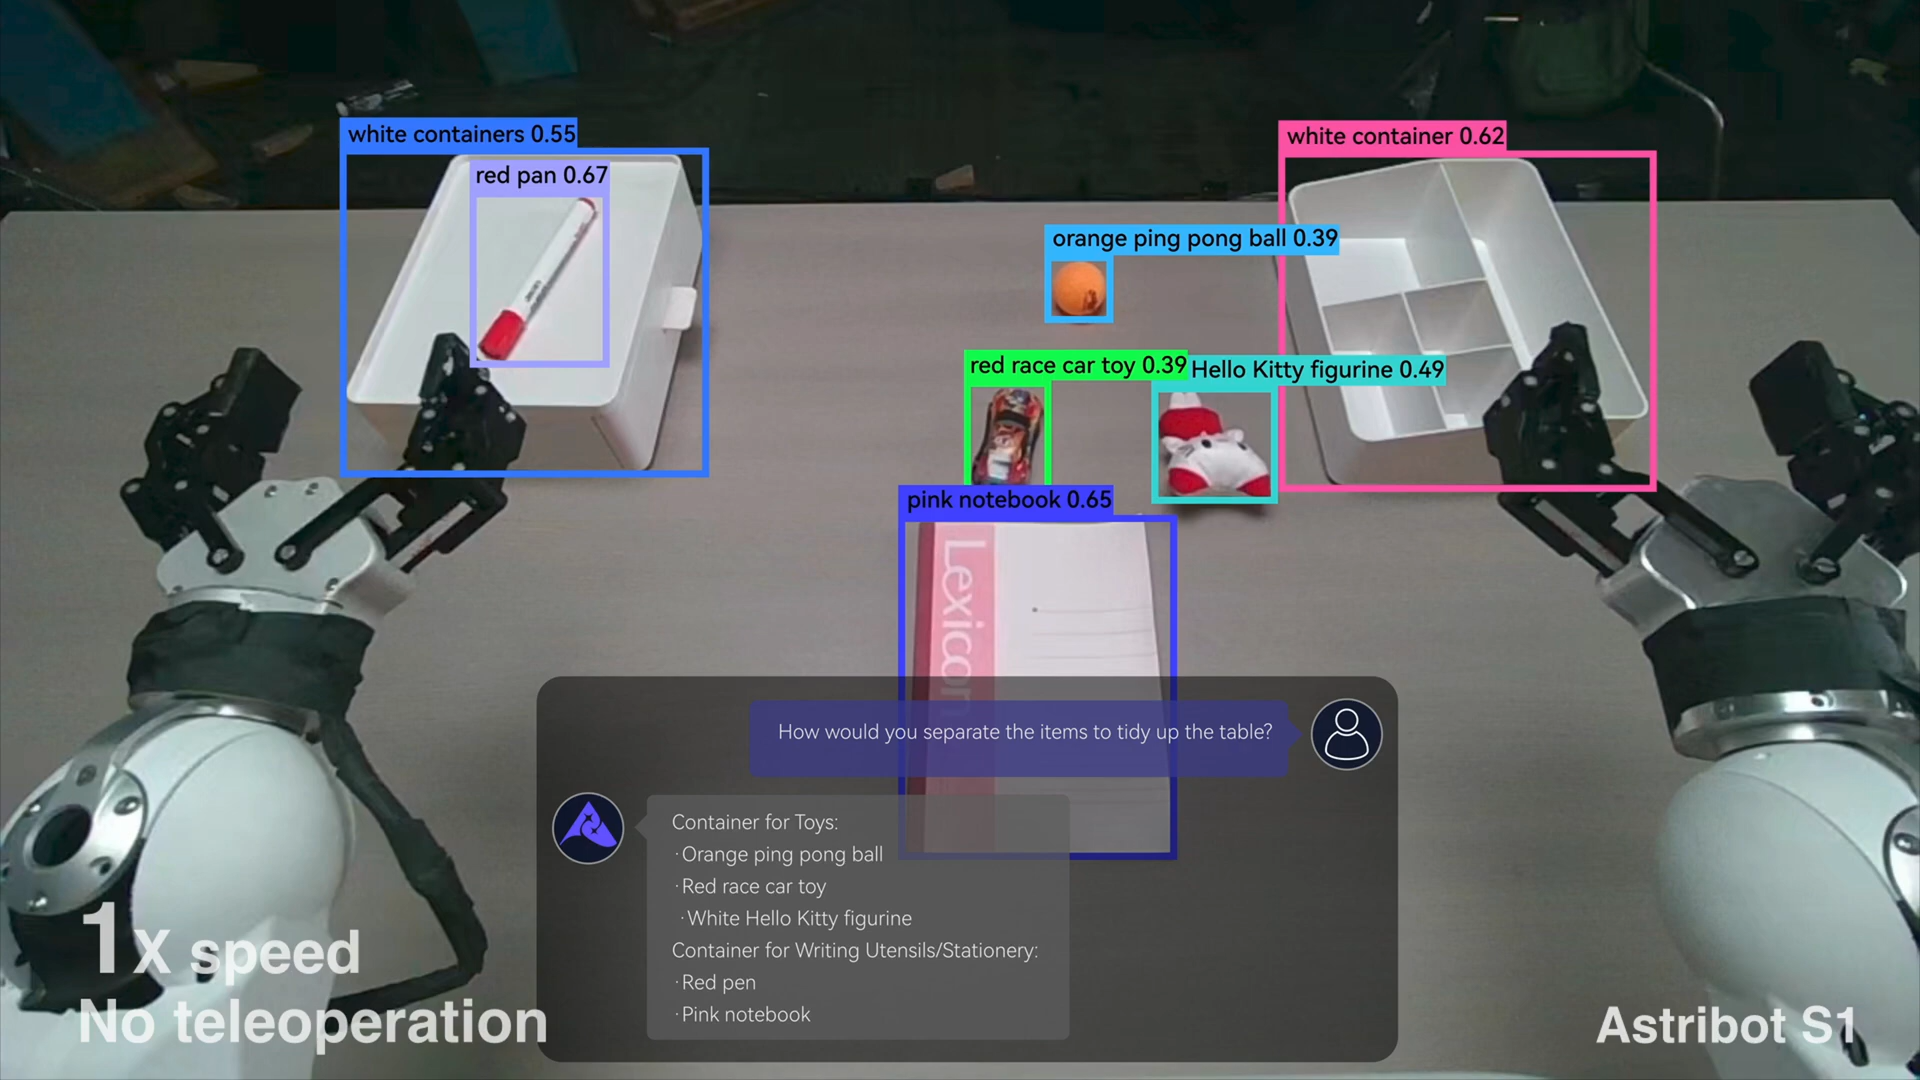 white containers 0.55
white container 0.62
red pan 0.67
orange ping pong ball 0.39
red race car toy 0.39
Hello Kitty figurine 0.49
pink notebook 0.65
Lexicon
How would you separate the items to tidy up the table?
Container for Toys:
·Orange ping pong ball
·Red race car toy
·White Hello Kitty figurine
Container for Writing Utensils/Stationery:
·Red pen
·Pink notebook
1x speed
No teleoperation
Astribot S1